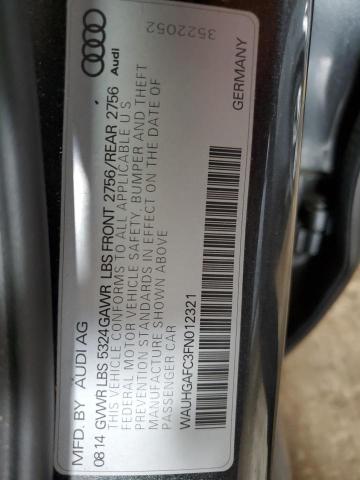 MFD. BY AUDI AG
08 14 GVWR LBS 5324 GAWR LBS FRONT 2756/REAR 2756
THIS VEHICLE CONFORMS TO ALL APPLICABLE U S
FEDERAL MOTOR VEHICLE SAFETY, BUMPER AND THEFT
PREVENTION STANDARDS IN EFFECT ON THE DATE OF
MANUFACTURE SHOWN ABOVE
PASSENGER CAR
WAUHGAFC3FN012321
GERMANY
Audi
3522052